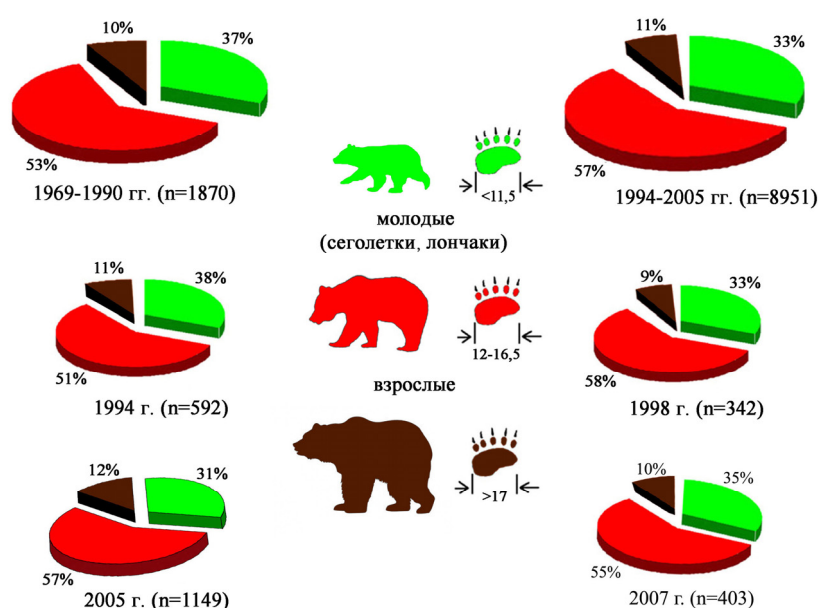 10%
37%
53%
1969-1990 гг. (n=1870)
11%
33%
57%
1994-2005 гг. (n=8951)
<11,5
молодые
(сеголетки, лончаки)
11%
38%
51%
1994 г. (n=592)
12-16,5
взрослые
9%
33%
58%
1998 г. (n=342)
12%
31%
57%
2005 г. (n=1149)
>17
10%
35%
55%
2007 г. (n=403)